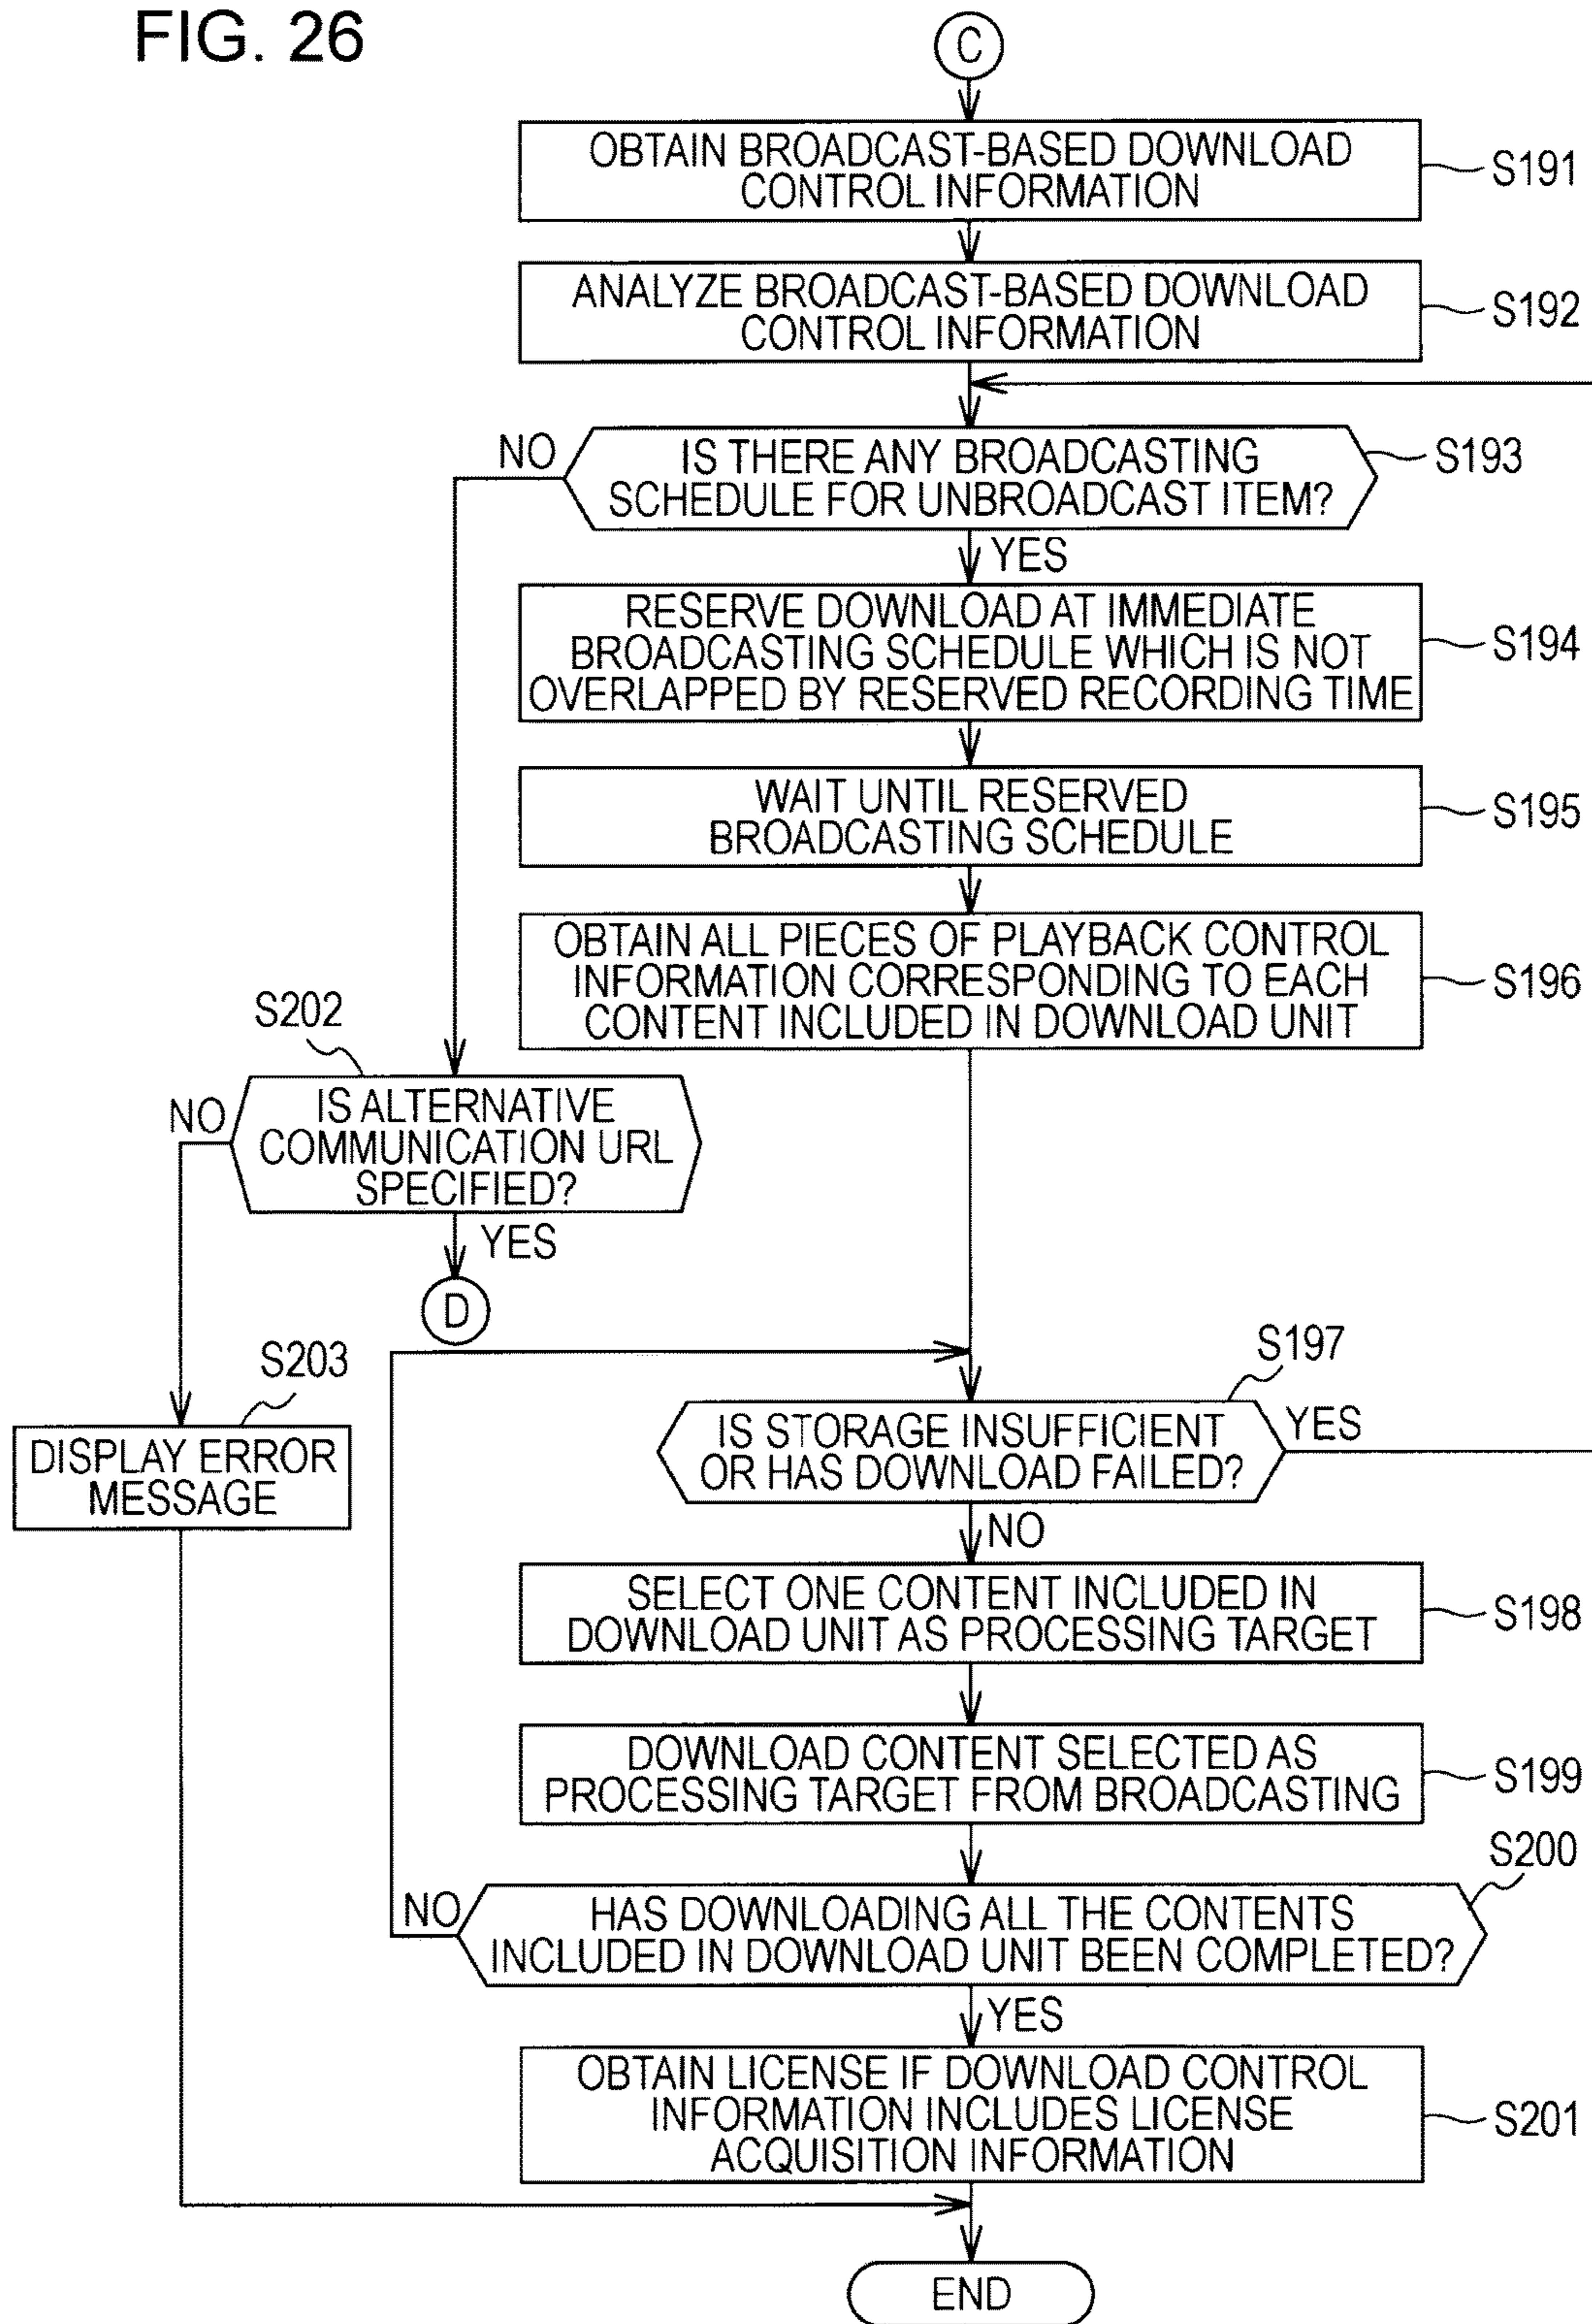 FIG. 26
C
OBTAIN BROADCAST-BASED DOWNLOAD
CONTROL INFORMATION
S191
ANALYZE BROADCAST-BASED DOWNLOAD
CONTROL INFORMATION
S192
NO
IS THERE ANY BROADCASTING
SCHEDULE FOR UNBROADCAST ITEM?
S193
YES
RESERVE DOWNLOAD AT IMMEDIATE
BROADCASTING SCHEDULE WHICH IS NOT
OVERLAPPED BY RESERVED RECORDING TIME
S194
WAIT UNTIL RESERVED
BROADCASTING SCHEDULE
S195
OBTAIN ALL PIECES OF PLAYBACK CONTROL
INFORMATION CORRESPONDING TO EACH
CONTENT INCLUDED IN DOWNLOAD UNIT
S196
S202
NO
IS ALTERNATIVE
COMMUNICATION URL
SPECIFIED?
YES
D
S203
DISPLAY ERROR
MESSAGE
S197
IS STORAGE INSUFFICIENT
OR HAS DOWNLOAD FAILED?
YES
NO
SELECT ONE CONTENT INCLUDED IN
DOWNLOAD UNIT AS PROCESSING TARGET
S198
DOWNLOAD CONTENT SELECTED AS
PROCESSING TARGET FROM BROADCASTING
S199
S200
NO
HAS DOWNLOADING ALL THE CONTENTS
INCLUDED IN DOWNLOAD UNIT BEEN COMPLETED?
YES
OBTAIN LICENSE IF DOWNLOAD CONTROL
INFORMATION INCLUDES LICENSE
ACQUISITION INFORMATION
S201
END